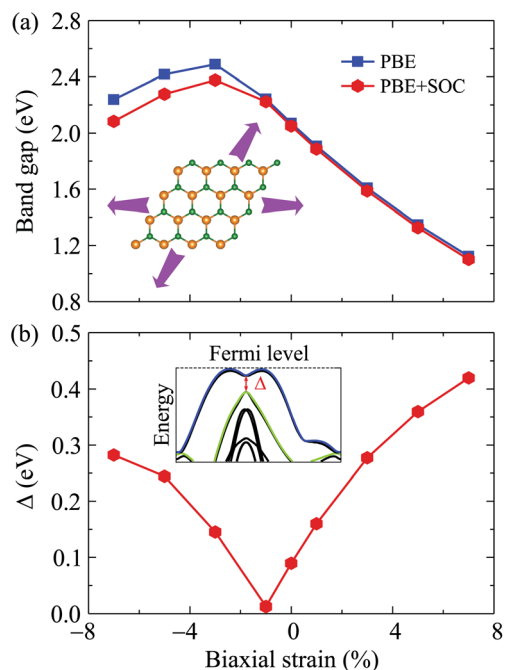 (a)
2.8
2.4
2.0
1.6
1.2
0.8
Band gap (eV)
PBE
PBE+SOC
(b)
0.5
0.4
0.3
0.2
0.1
0.0
Δ (eV)
Fermi level
Energy
Δ
−8 −4 0 4 8
Biaxial strain (%)